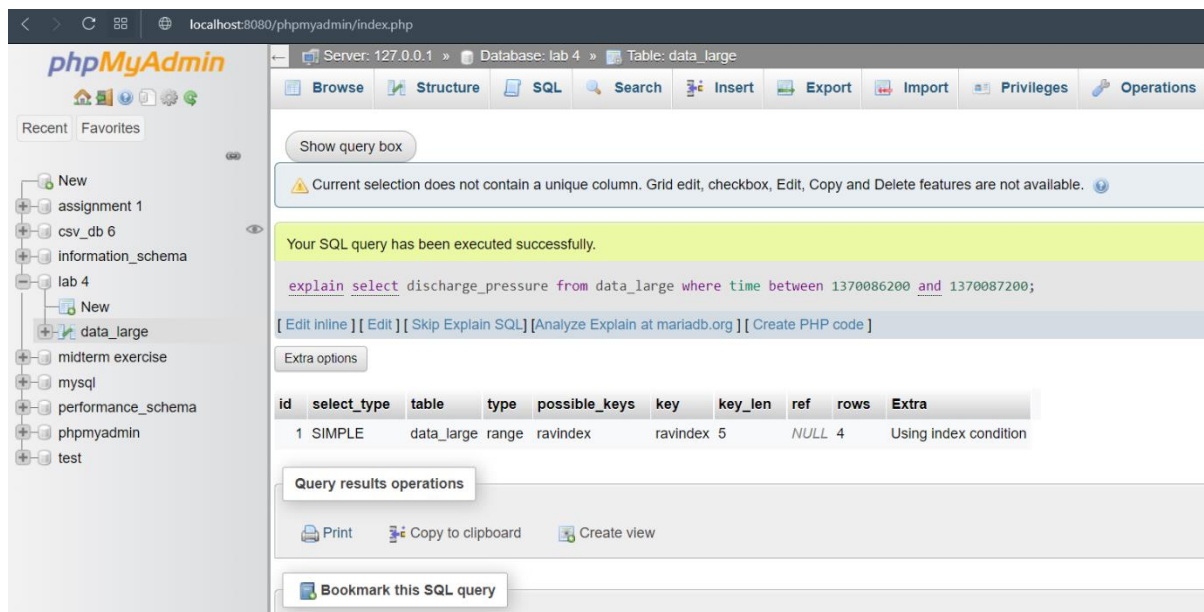 localhost:8080/phpmyadmin/index.php
phpMyAdmin
Recent Favorites
New
assignment 1
csv_db 6
information_schema
lab 4
New
data_large
midterm exercise
mysql
performance_schema
phpmyadmin
test
Server: 127.0.0.1 » Database: lab 4 » Table: data_large
Browse Structure SQL Search Insert Export Import Privileges Operations
Show query box
Current selection does not contain a unique column. Grid edit, checkbox, Edit, Copy and Delete features are not available.
Your SQL query has been executed successfully.
explain select discharge_pressure from data_large where time between 1370086200 and 1370087200;
[ Edit inline ] [ Edit ] [ Skip Explain SQL] [Analyze Explain at mariadb.org ] [ Create PHP code ]
Extra options
id select_type table type possible_keys key key_len ref rows Extra
1 SIMPLE data_large range ravindex ravindex 5 NULL 4 Using index condition
Query results operations
Print Copy to clipboard Create view
Bookmark this SQL query